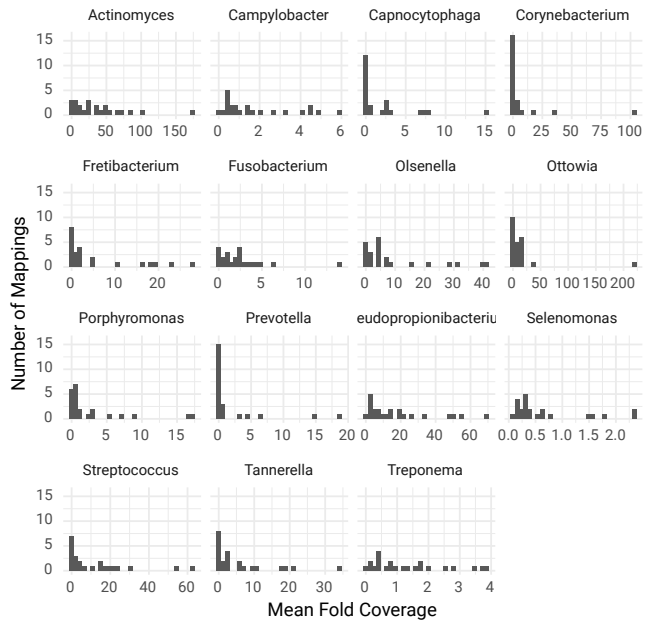 Actinomyces Campylobacter Capnocytophaga Corynebacterium
15
10
5
0
0 50 100 150 0 2 4 6 0 5 10 15 0 25 50 75 100
Fretibacterium Fusobacterium Olsenella Ottowia
15
10
5
0
0 10 20 0 5 10 0 10 20 30 40 0 50 100 150 200
Number of Mappings
Porphyromonas Prevotella eudopropionibacteriu Selenomonas
15
10
5
0
0 5 10 15 0 5 10 15 20 0 20 40 60 0.0 0.5 1.0 1.5 2.0
Streptococcus Tannerella Treponema
15
10
5
0
0 20 40 60 0 10 20 30 0 1 2 3 4
Mean Fold Coverage